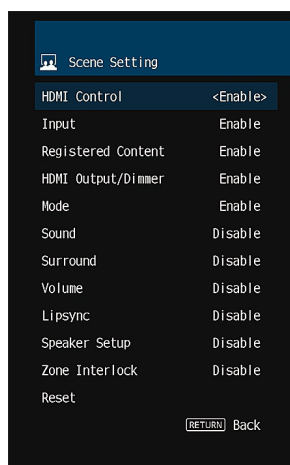 Scene Setting
HDMI Control <Enable>
Input Enable
Registered Content Enable
HDMI Output/Dimmer Enable
Mode Enable
Sound Disable
Surround Disable
Volume Disable
Lipsync Disable
Speaker Setup Disable
Zone Interlock Disable
Reset
RETURN Back